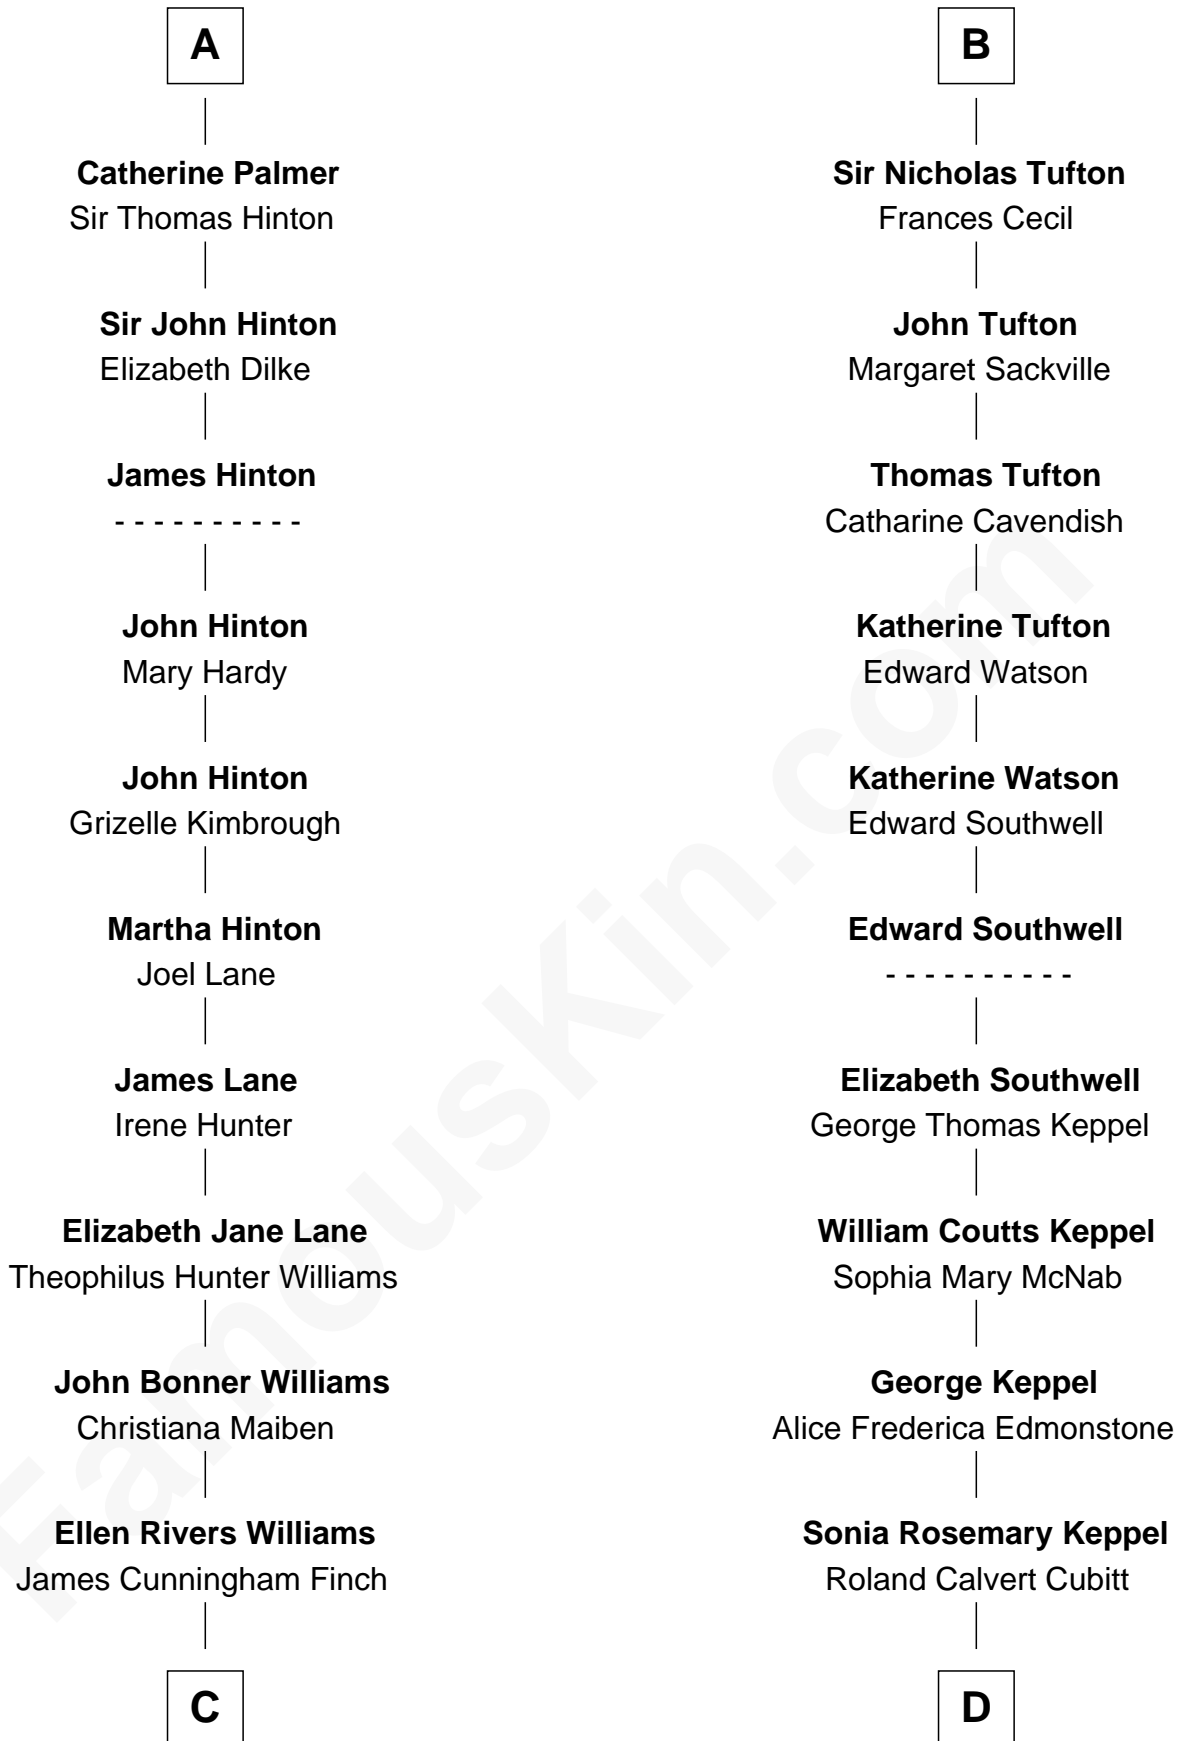 A
Catherine Palmer
Sir Thomas Hinton
Sir John Hinton
Elizabeth Dilke
James Hinton
- - - - - - - - - -
John Hinton
Mary Hardy
John Hinton
Grizelle Kimbrough
Martha Hinton
Joel Lane
James Lane
Irene Hunter
Elizabeth Jane Lane
Theophilus Hunter Williams
John Bonner Williams
Christiana Maiben
Ellen Rivers Williams
James Cunningham Finch
C
B
Sir Nicholas Tufton
Frances Cecil
John Tufton
Margaret Sackville
Thomas Tufton
Catharine Cavendish
Katherine Tufton
Edward Watson
Katherine Watson
Edward Southwell
Edward Southwell
- - - - - - - - - -
Elizabeth Southwell
George Thomas Keppel
William Coutts Keppel
Sophia Mary McNab
George Keppel
Alice Frederica Edmonstone
Sonia Rosemary Keppel
Roland Calvert Cubitt
D
FamousKin.com